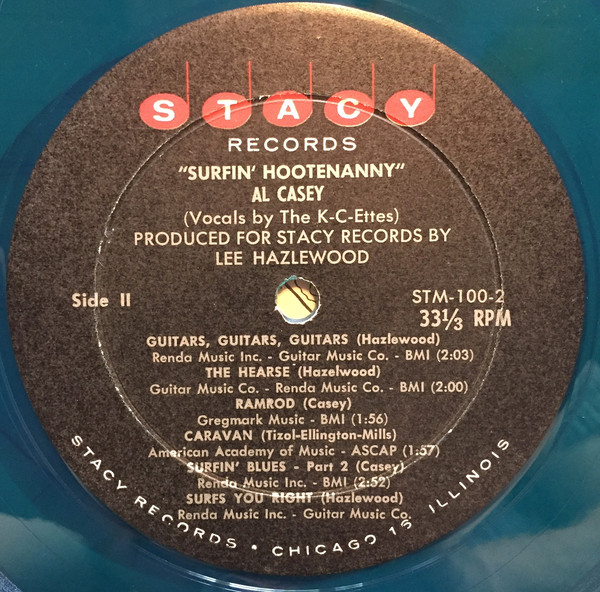 STACY
RECORDS
"SURFIN' HOOTENANNY"
AL CASEY
(Vocals by The K-C-Ettes)
PRODUCED FOR STACY RECORDS BY
LEE HAZLEWOOD
Side II
STM-100-2
33⅓ RPM
GUITARS, GUITARS, GUITARS (Hazlewood)
Renda Music Inc. - Guitar Music Co. - BMI (2:03)
THE HEARSE (Hazelwood)
Guitar Music Co. - Renda Music Co. - BMI (2:00)
RAMROD (Casey)
Gregmark Music - BMI (1:56)
CARAVAN (Tizol-Ellington-Mills)
American Academy of Music - ASCAP (1:57)
SURFIN' BLUES - Part 2 (Casey)
Renda Music Inc. - BMI (2:52)
SURFS YOU RIGHT (Hazlewood)
Renda Music Inc. - Guitar Music Co.
STACY RECORDS • CHICAGO 16, ILLINOIS